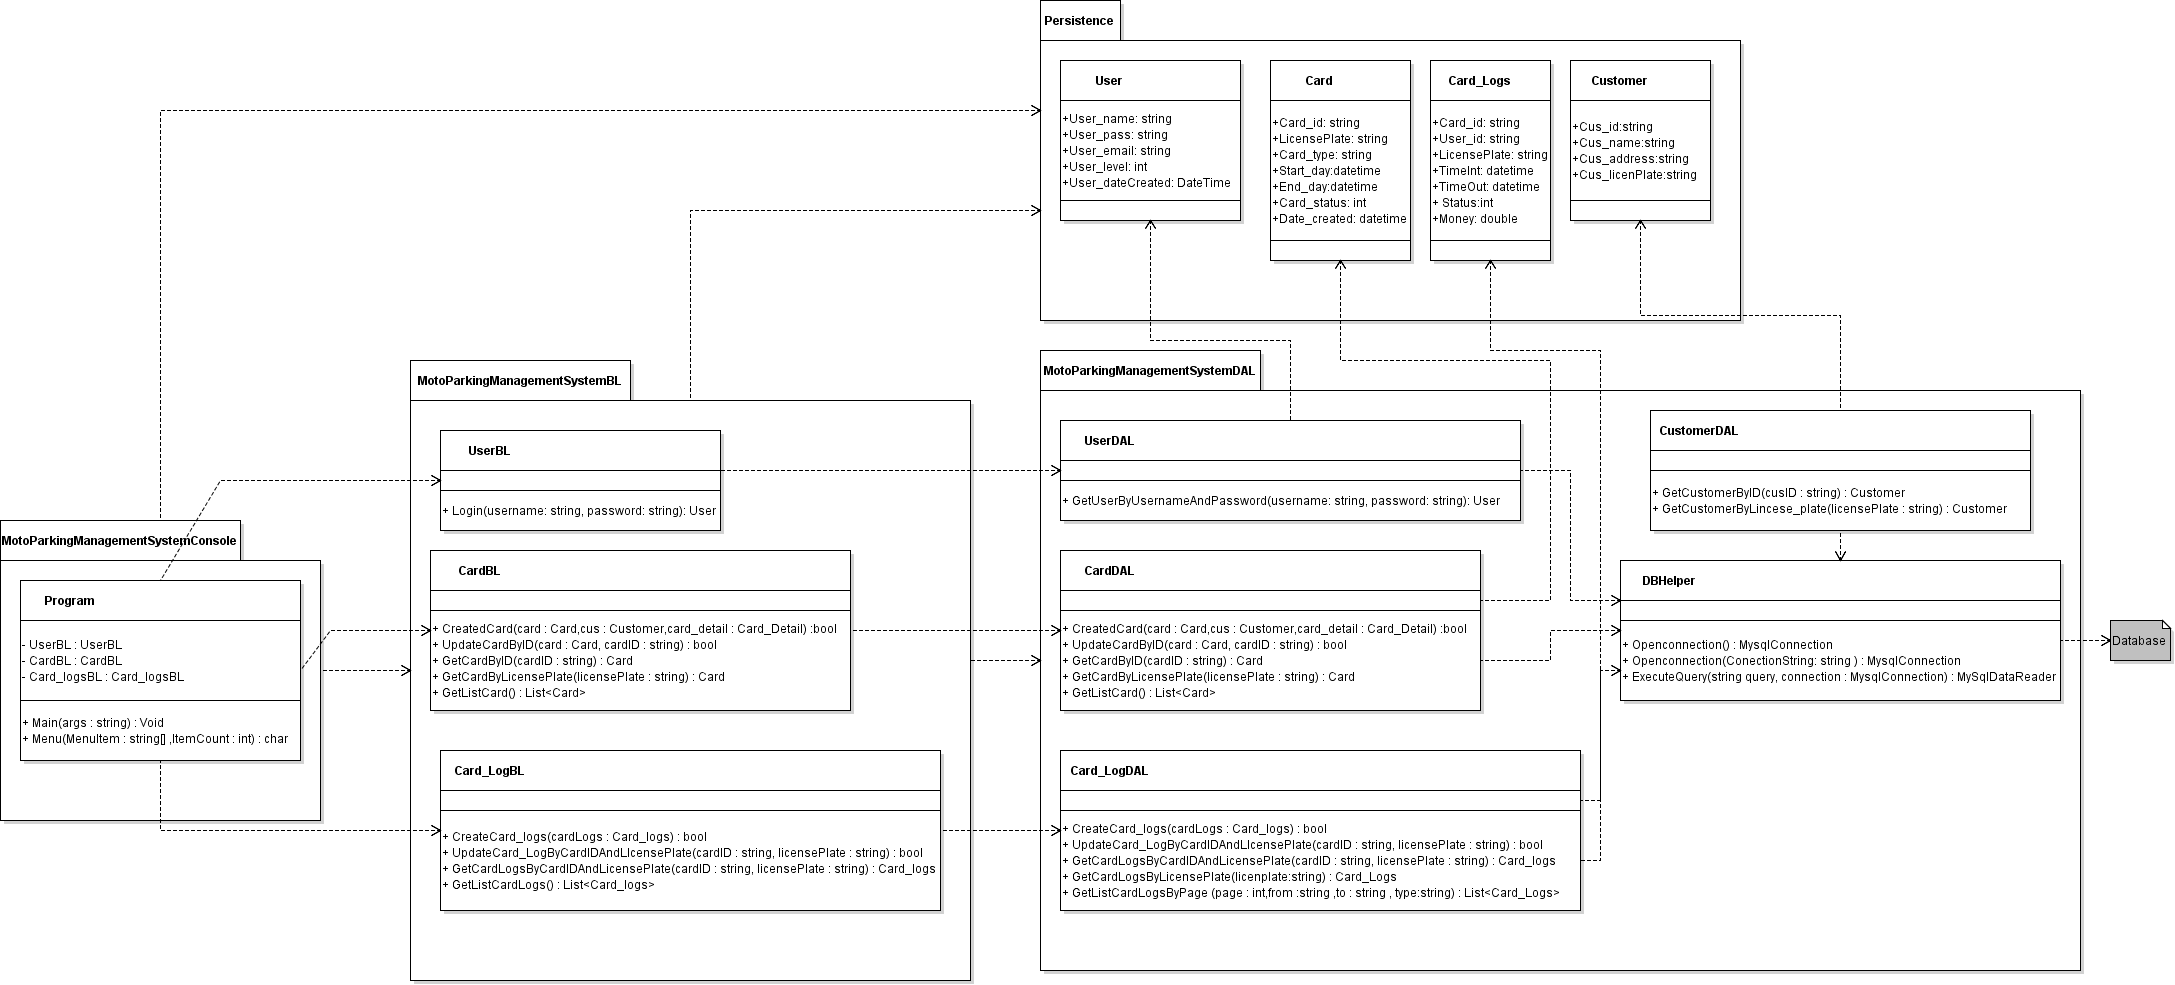 Persistence
User
+User_name: string
+User_pass: string
+User_email: string
+User_level: int
+User_dateCreated: DateTime
Card
+Card_id: string
+LicensePlate: string
+Card_type: string
+Start_day:datetime
+End_day:datetime
+Card_status: int
+Date_created: datetime
Card_Logs
+Card_id: string
+User_id: string
+LicensePlate: string
+TimeInt: datetime
+TimeOut: datetime
+ Status:int
+Money: double
Customer
+Cus_id:string
+Cus_name:string
+Cus_address:string
+Cus_licenPlate:string
MotoParkingManagementSystemConsole
Program
- UserBL : UserBL
- CardBL : CardBL
- Card_logsBL : Card_logsBL
+ Main(args : string) : Void
+ Menu(MenuItem : string[] ,ItemCount : int) : char
MotoParkingManagementSystemBL
UserBL
+ Login(username: string, password: string): User
CardBL
+ CreatedCard(card : Card,cus : Customer,card_detail : Card_Detail) :bool
+ UpdateCardByID(card : Card, cardID : string) : bool
+ GetCardByID(cardID : string) : Card
+ GetCardByLicensePlate(licensePlate : string) : Card
+ GetListCard() : List<Card>
Card_LogBL
+ CreateCard_logs(cardLogs : Card_logs) : bool
+ UpdateCard_LogByCardIDAndLIcensePlate(cardID : string, licensePlate : string) : bool
+ GetCardLogsByCardIDAndLicensePlate(cardID : string, licensePlate : string) : Card_logs
+ GetListCardLogs() : List<Card_logs>
MotoParkingManagementSystemDAL
UserDAL
+ GetUserByUsernameAndPassword(username: string, password: string): User
CardDAL
+ CreatedCard(card : Card,cus : Customer,card_detail : Card_Detail) :bool
+ UpdateCardByID(card : Card, cardID : string) : bool
+ GetCardByID(cardID : string) : Card
+ GetCardByLicensePlate(licensePlate : string) : Card
+ GetListCard() : List<Card>
Card_LogDAL
+ CreateCard_logs(cardLogs : Card_logs) : bool
+ UpdateCard_LogByCardIDAndLIcensePlate(cardID : string, licensePlate : string) : bool
+ GetCardLogsByCardIDAndLicensePlate(cardID : string, licensePlate : string) : Card_logs
+ GetCardLogsByLicensePlate(licenplate:string) : Card_Logs
+ GetListCardLogsByPage (page : int,from :string ,to : string , type:string) : List<Card_Logs>
CustomerDAL
+ GetCustomerByID(cusID : string) : Customer
+ GetCustomerByLincese_plate(licensePlate : string) : Customer
DBHelper
+ Openconnection() : MysqlConnection
+ Openconnection(ConectionString: string ) : MysqlConnection
+ ExecuteQuery(string query, connection : MysqlConnection) : MySqlDataReader
Database